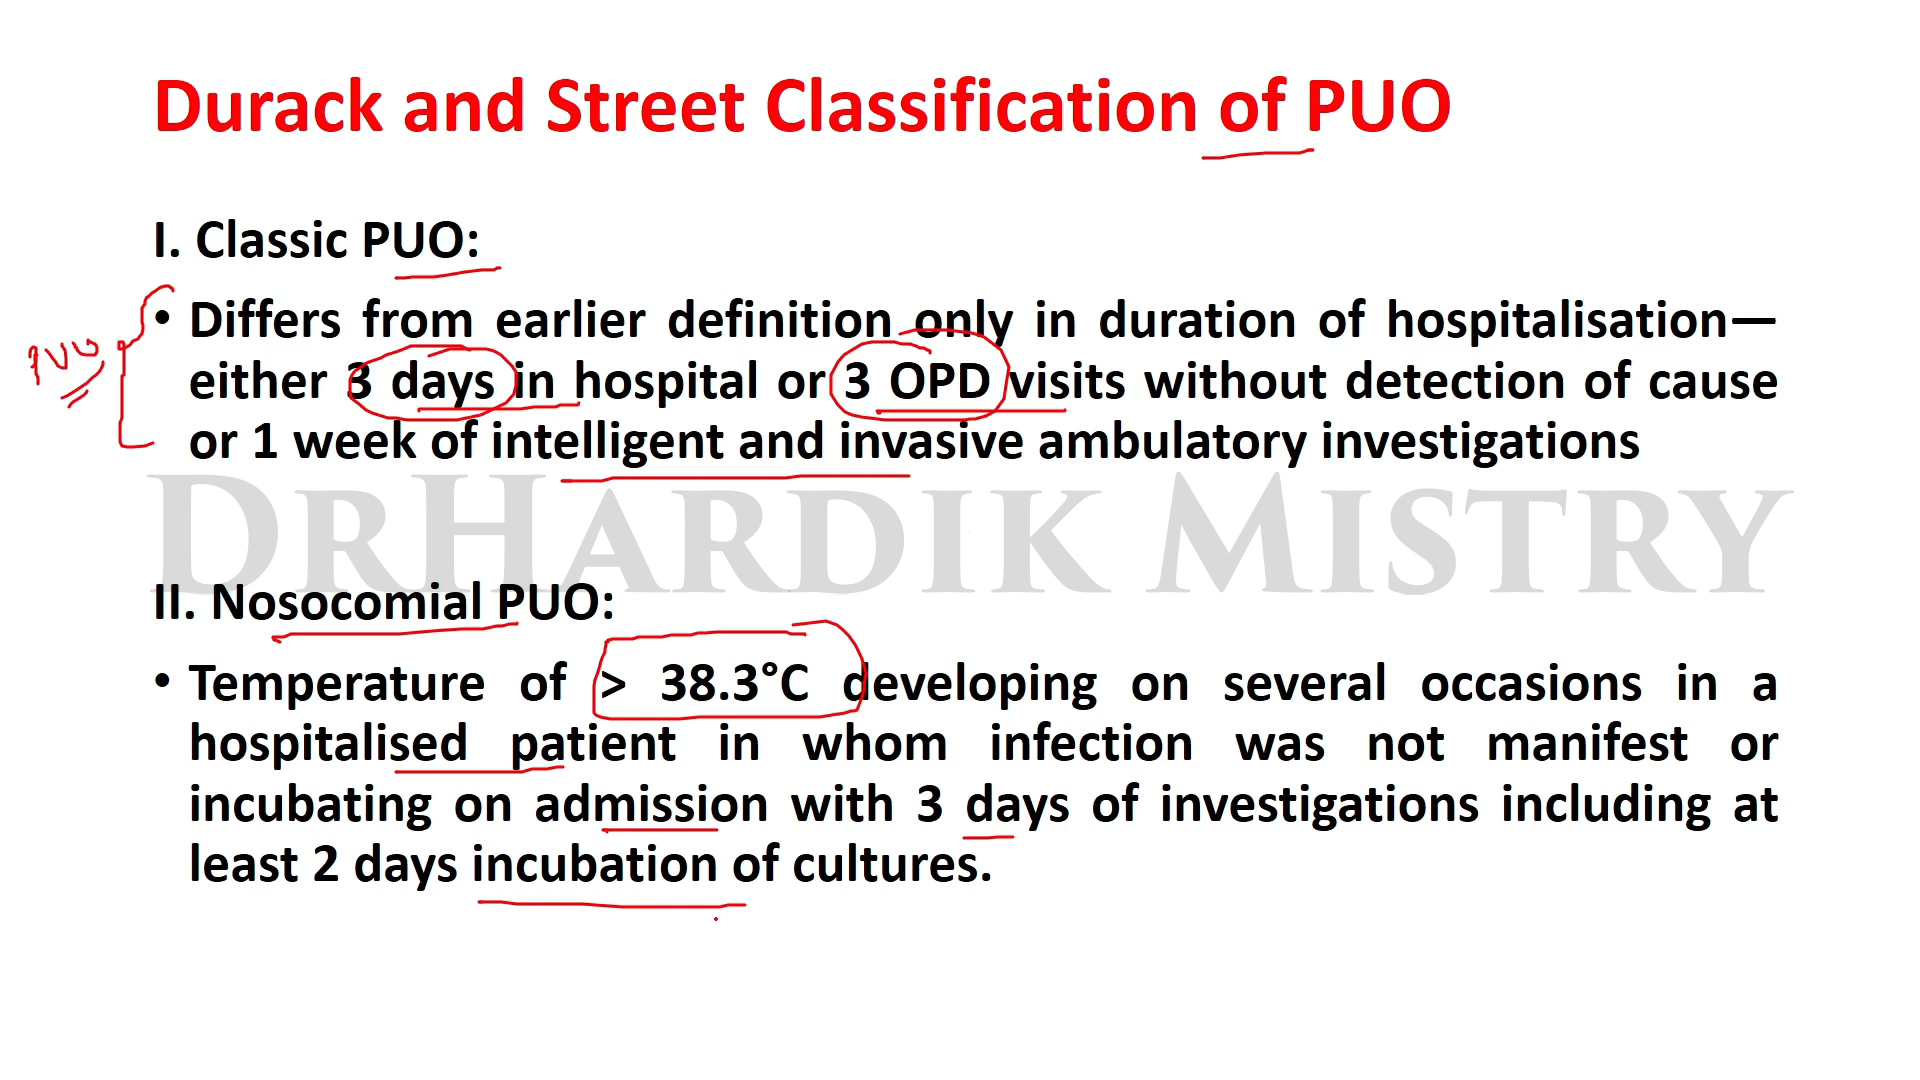 Durack and Street Classification of PUO
I. Classic PUO:
• Differs from earlier definition only in duration of hospitalisation—
either 3 days in hospital or 3 OPD visits without detection of cause
PUO
or 1 week of intelligent and invasive ambulatory investigations
DRHARDIK MISTRY
II. Nosocomial PUO:
• Temperature of > 38.3°C developing on several occasions in a
hospitalised patient in whom infection was not manifest or
incubating on admission with 3 days of investigations including at
least 2 days incubation of cultures.